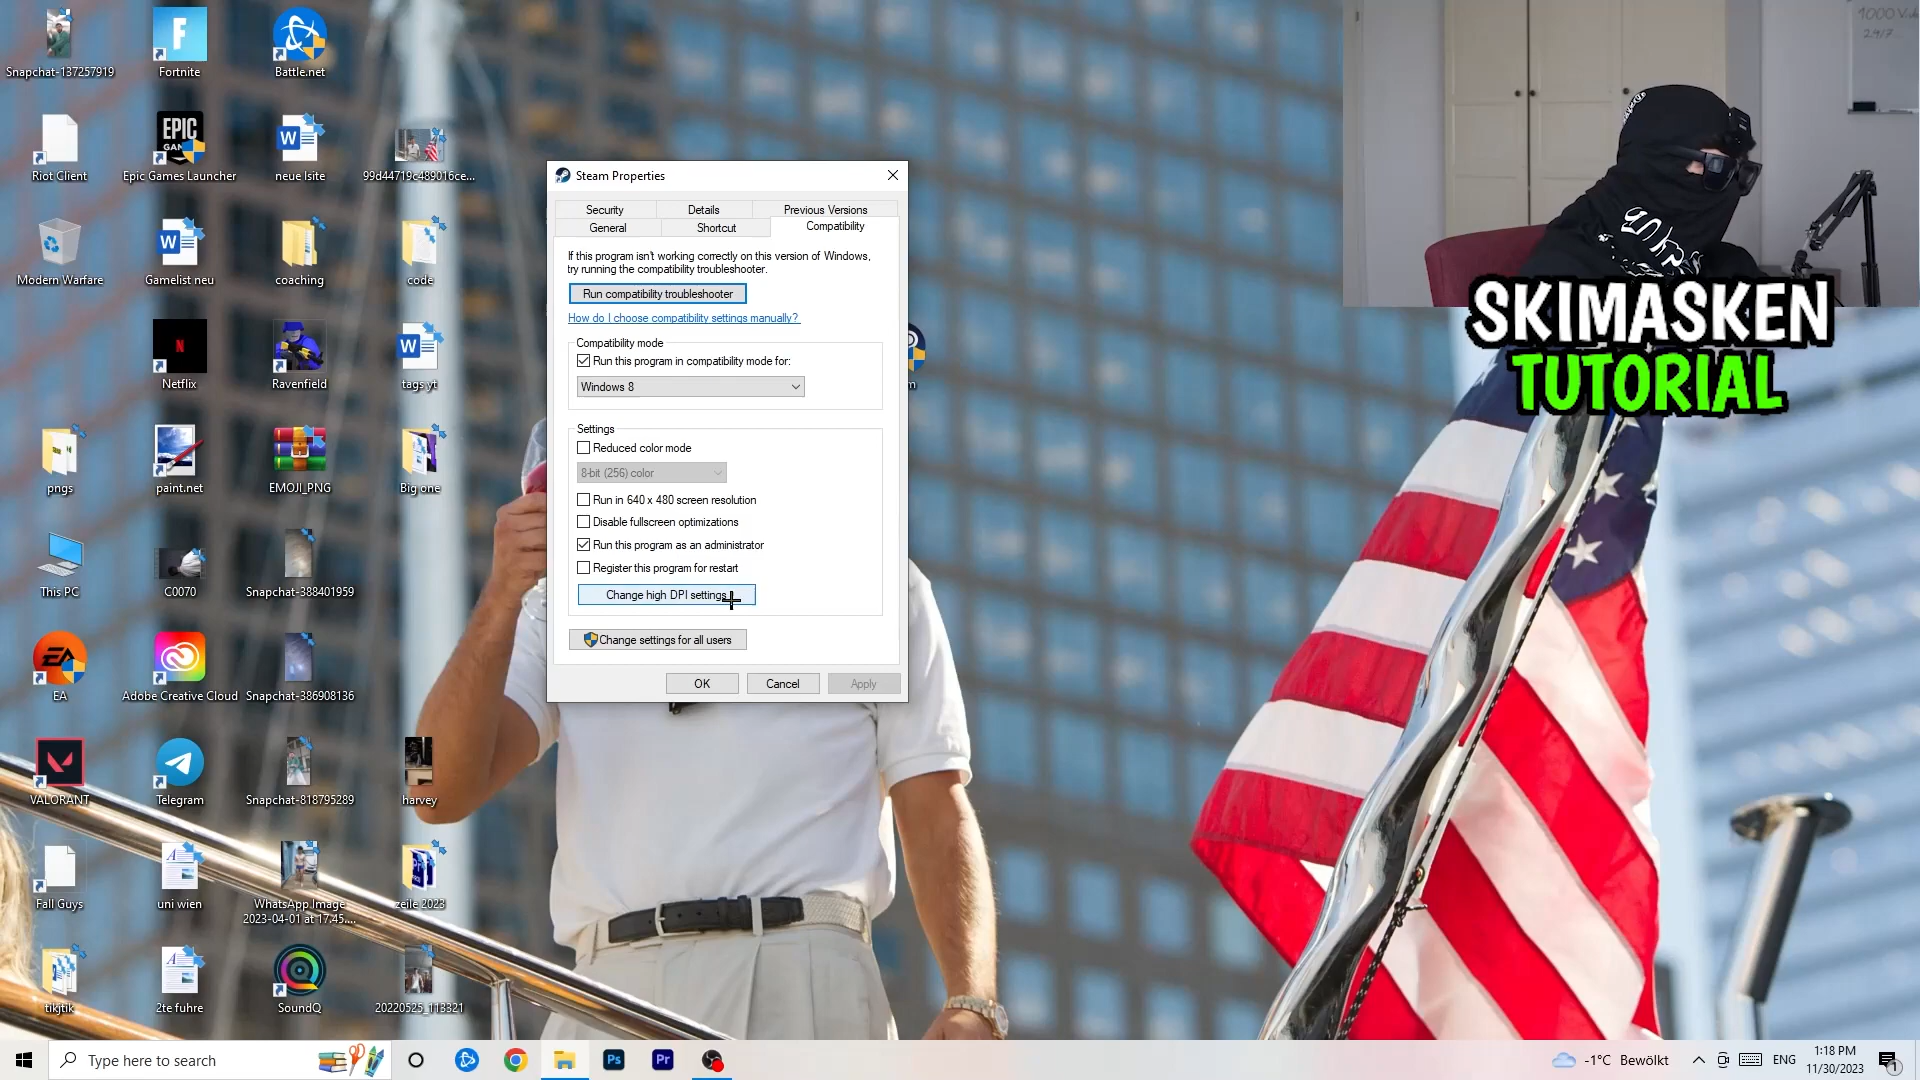 Snapchat-137257919
Fortnite
Battle.net
Riot Client
Epic Games Launcher
neue lsite
99d44719c489016ce...
Modern Warfare
Gamelist neu
coaching
code
Netflix
Ravenfield
tags yt
pngs
paint.net
EMOJI_PNG
Big one
This PC
C0070
Snapchat-388401959
EA
Adobe Creative Cloud
Snapchat-386908136
VALORANT
Telegram
Snapchat-818795289
harvey
Fall Guys
uni wien
WhatsApp Image
2023-04-01 at 17.45....
zeile 2023
tikjtik
2te fuhre
SoundQ
20220525_113321
Steam Properties
Security
Details
Previous Versions
General
Shortcut
Compatibility
If this program isn't working correctly on this version of Windows,
try running the compatibility troubleshooter.
Run compatibility troubleshooter
How do I choose compatibility settings manually?
Compatibility mode
Run this program in compatibility mode for:
Windows 8
Settings
Reduced color mode
8-bit (256) color
Run in 640 x 480 screen resolution
Disable fullscreen optimizations
Run this program as an administrator
Register this program for restart
Change high DPI settings
Change settings for all users
OK
Cancel
Apply
SKIMASKEN
TUTORIAL
Type here to search
Ps
Pr
-1°C Bewölkt
ENG
1:18 PM
11/30/2023
1